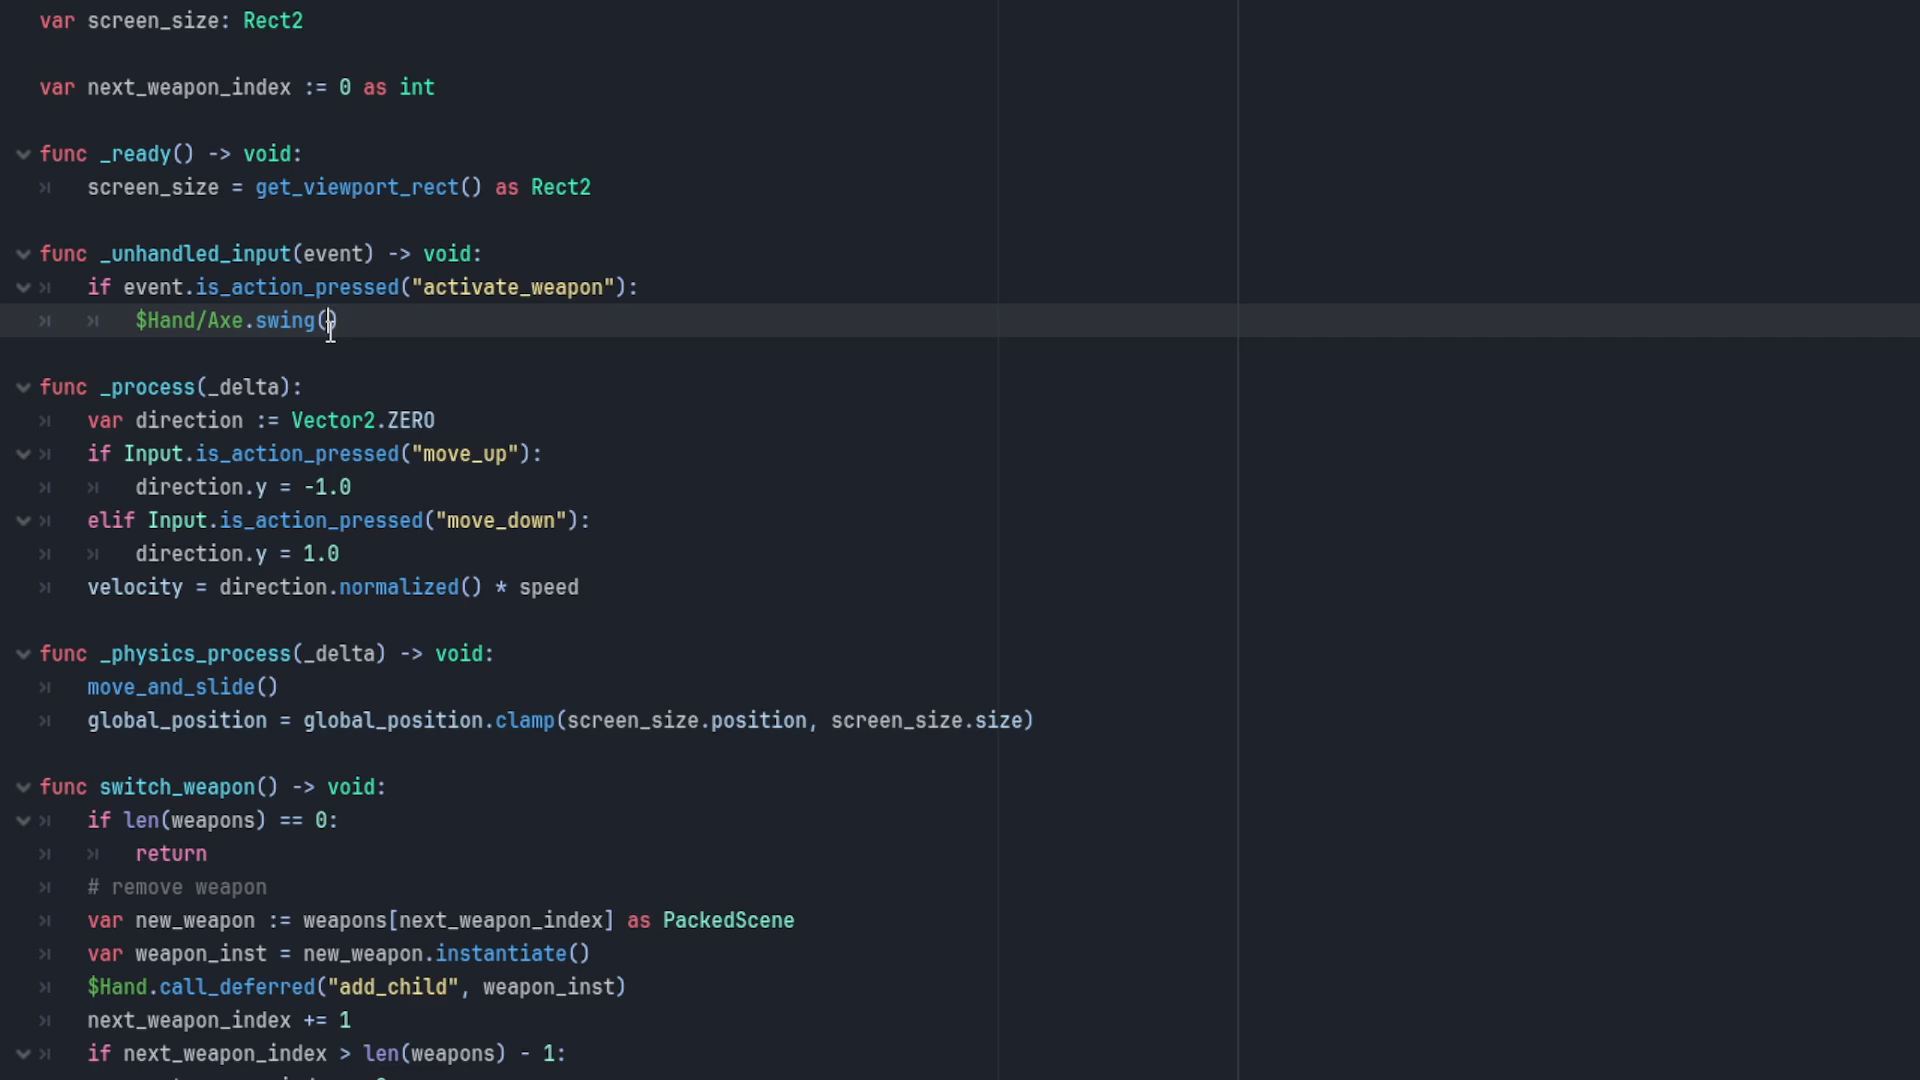 var screen_size: Rect2
var next_weapon_index := 0 as int
func _ready() -> void:
screen_size = get_viewport_rect() as Rect2
func _unhandled_input(event) -> void:
if event.is_action_pressed("activate_weapon"):
$Hand/Axe.swing()
func _process(_delta):
var direction := Vector2.ZERO
if Input.is_action_pressed("move_up"):
direction.y = -1.0
elif Input.is_action_pressed("move_down"):
direction.y = 1.0
velocity = direction.normalized() * speed
func _physics_process(_delta) -> void:
move_and_slide()
global_position = global_position.clamp(screen_size.position, screen_size.size)
func switch_weapon() -> void:
if len(weapons) == 0:
return
# remove weapon
var new_weapon := weapons[next_weapon_index] as PackedScene
var weapon_inst = new_weapon.instantiate()
$Hand.call_deferred("add_child", weapon_inst)
next_weapon_index += 1
if next_weapon_index > len(weapons) - 1: